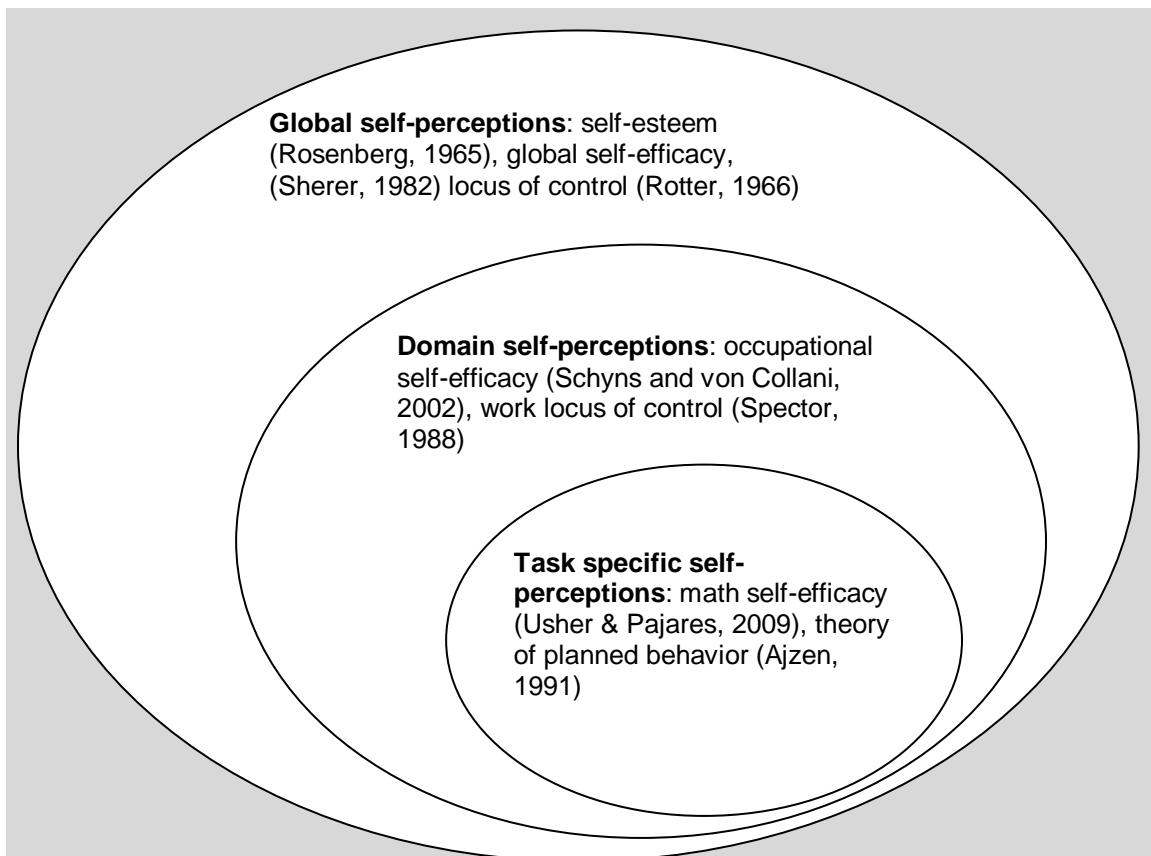 Global self-perceptions: self-esteem
(Rosenberg, 1965), global self-efficacy,
(Sherer, 1982) locus of control (Rotter, 1966)
Domain self-perceptions: occupational
self-efficacy (Schyns and von Collani,
2002), work locus of control (Spector,
1988)
Task specific self-
perceptions: math self-efficacy
(Usher & Pajares, 2009), theory
of planned behavior (Ajzen,
1991)